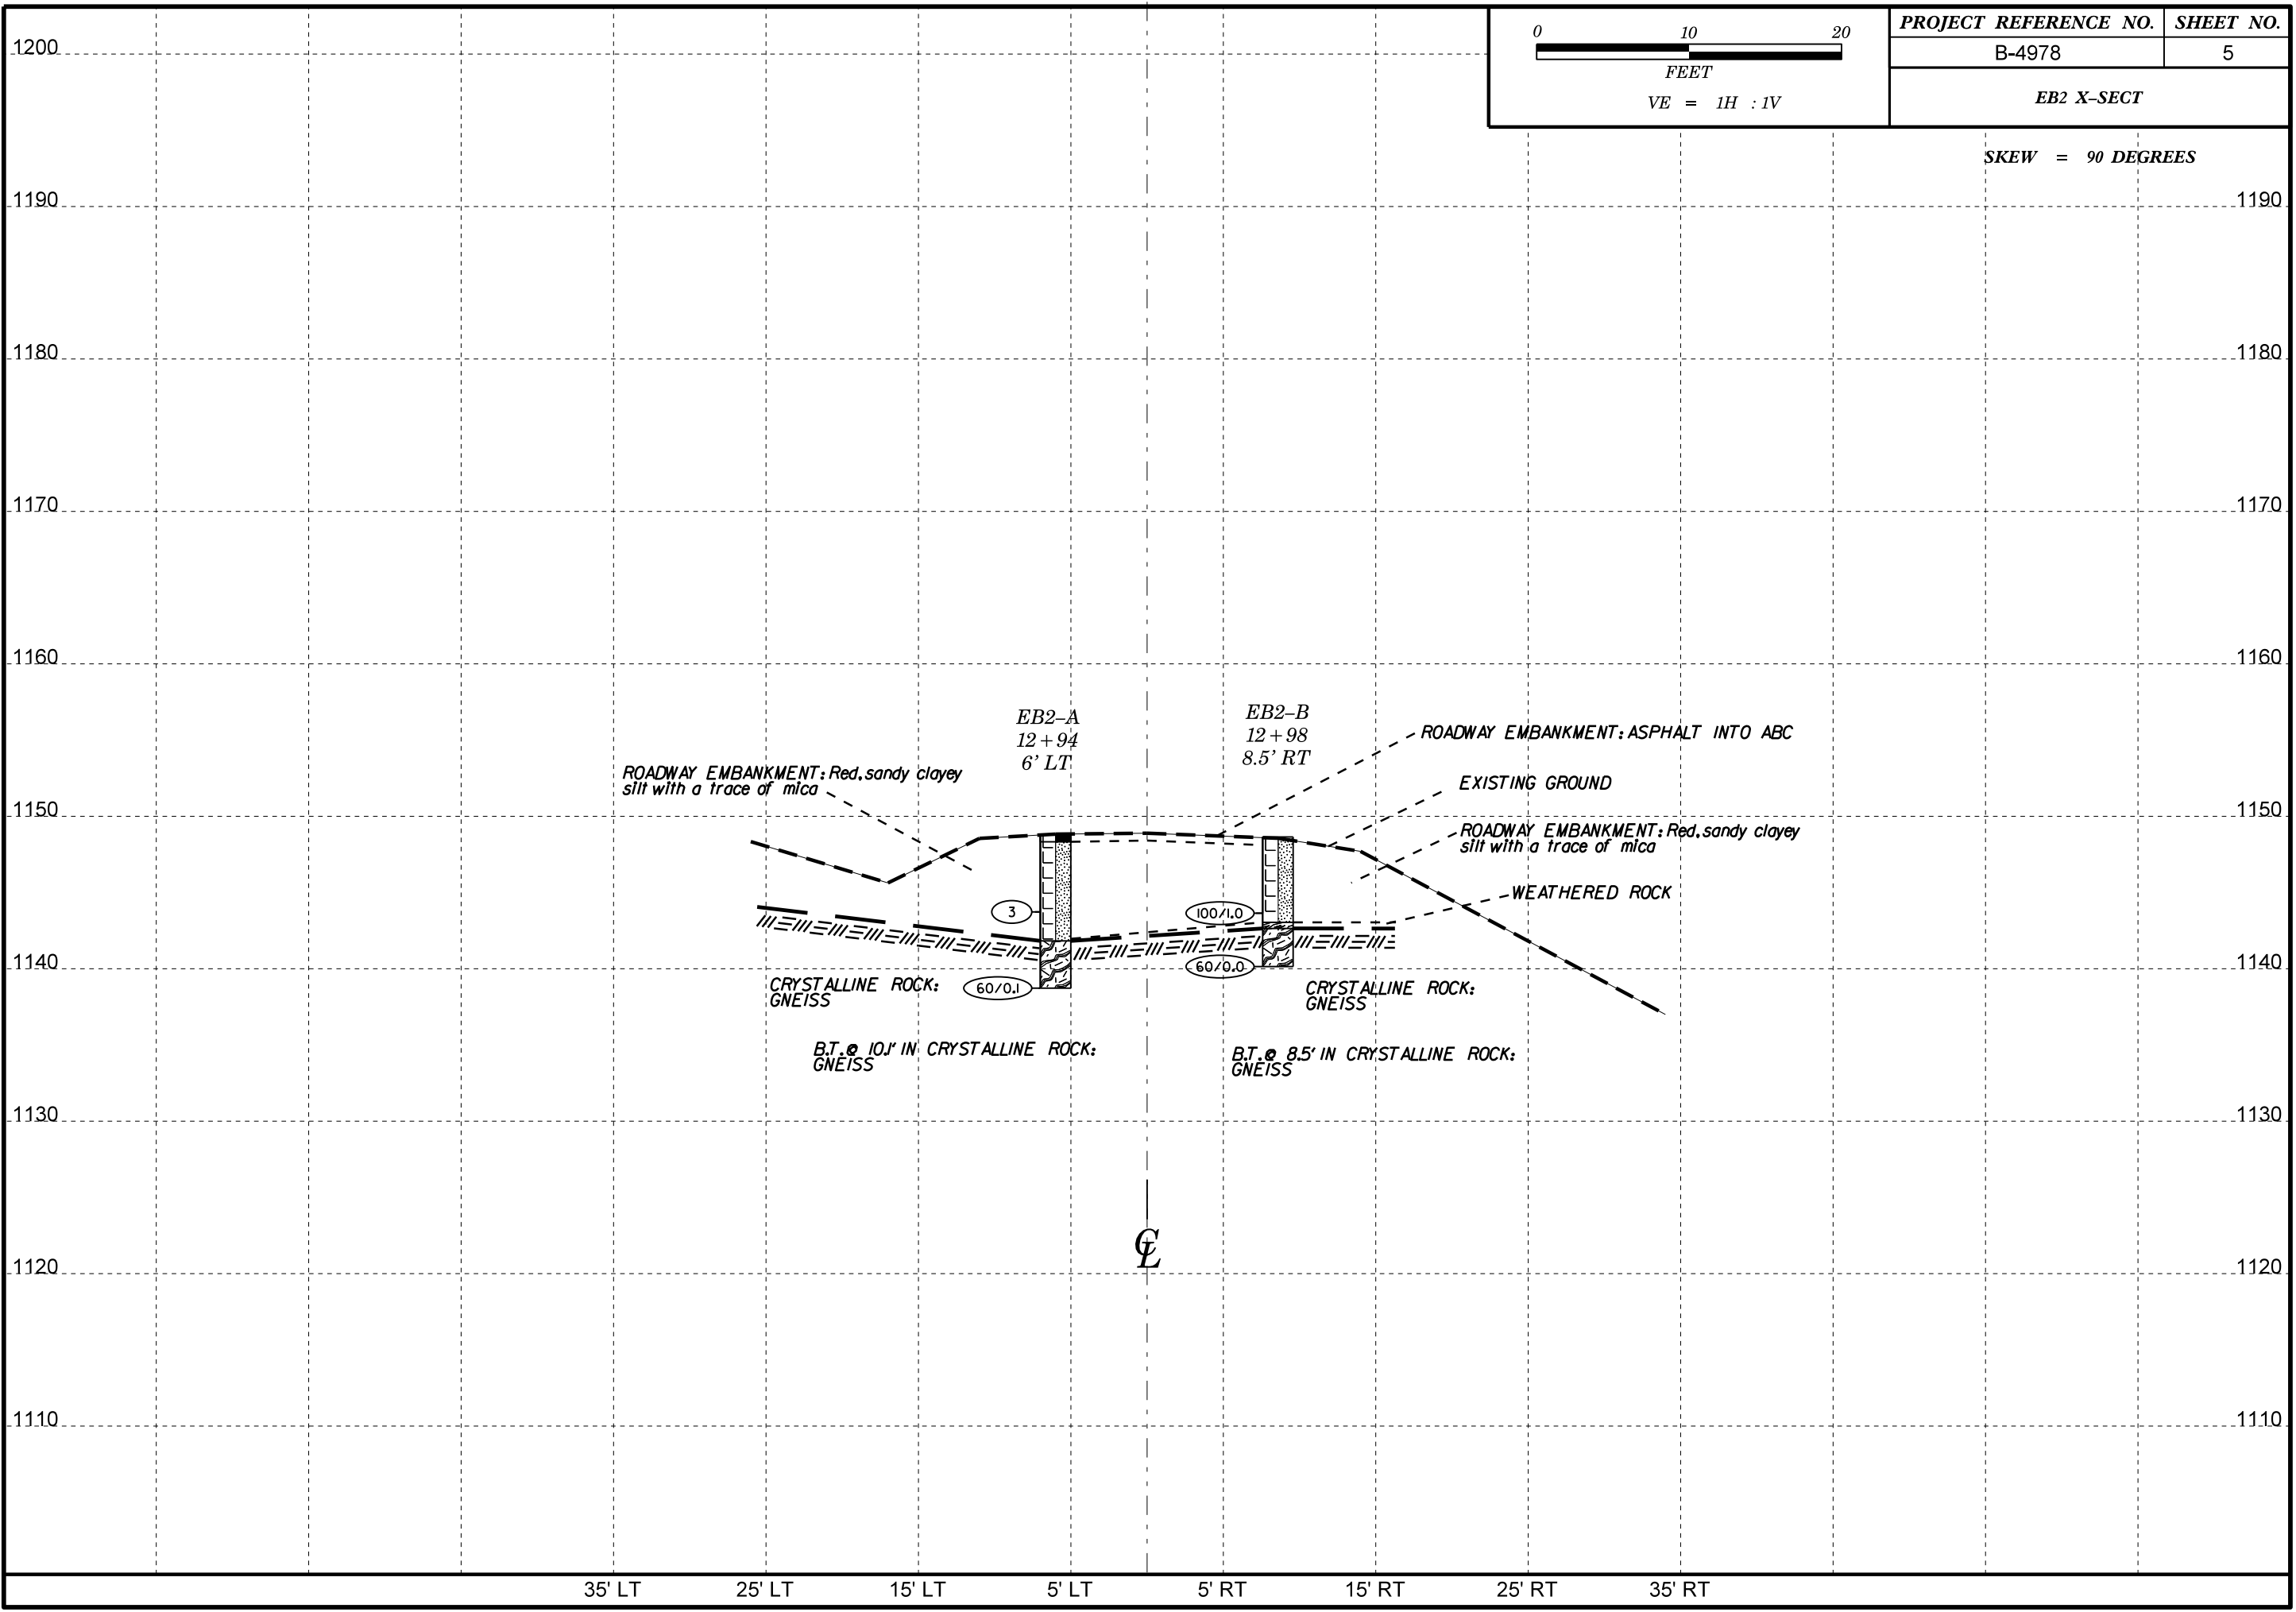 0 10 20
FEET
VE = 1H : 1V
PROJECT REFERENCE NO.
SHEET NO.
B-4978
5
EB2 X-SECT
SKEW = 90 DEGREES
1200
1190
1190
1180
1180
1170
1170
1160
1160
EB2-A
12+94
6' LT
EB2-B
12+98
8.5' RT
ROADWAY EMBANKMENT: ASPHALT INTO ABC
ROADWAY EMBANKMENT: Red, sandy clayey
silt with a trace of mica
EXISTING GROUND
1150
1150
ROADWAY EMBANKMENT: Red, sandy clayey
silt with a trace of mica
WEATHERED ROCK
3
100/1.0
1140
60/0.0
1140
CRYSTALLINE ROCK:
GNEISS
60/0.1
CRYSTALLINE ROCK:
GNEISS
B.T.@ 10.1' IN CRYSTALLINE ROCK:
GNEISS
B.T.@ 8.5' IN CRYSTALLINE ROCK:
GNEISS
1130
1130
CL
1120
1120
1110
1110
35' LT 25' LT 15' LT 5' LT 5' RT 15' RT 25' RT 35' RT